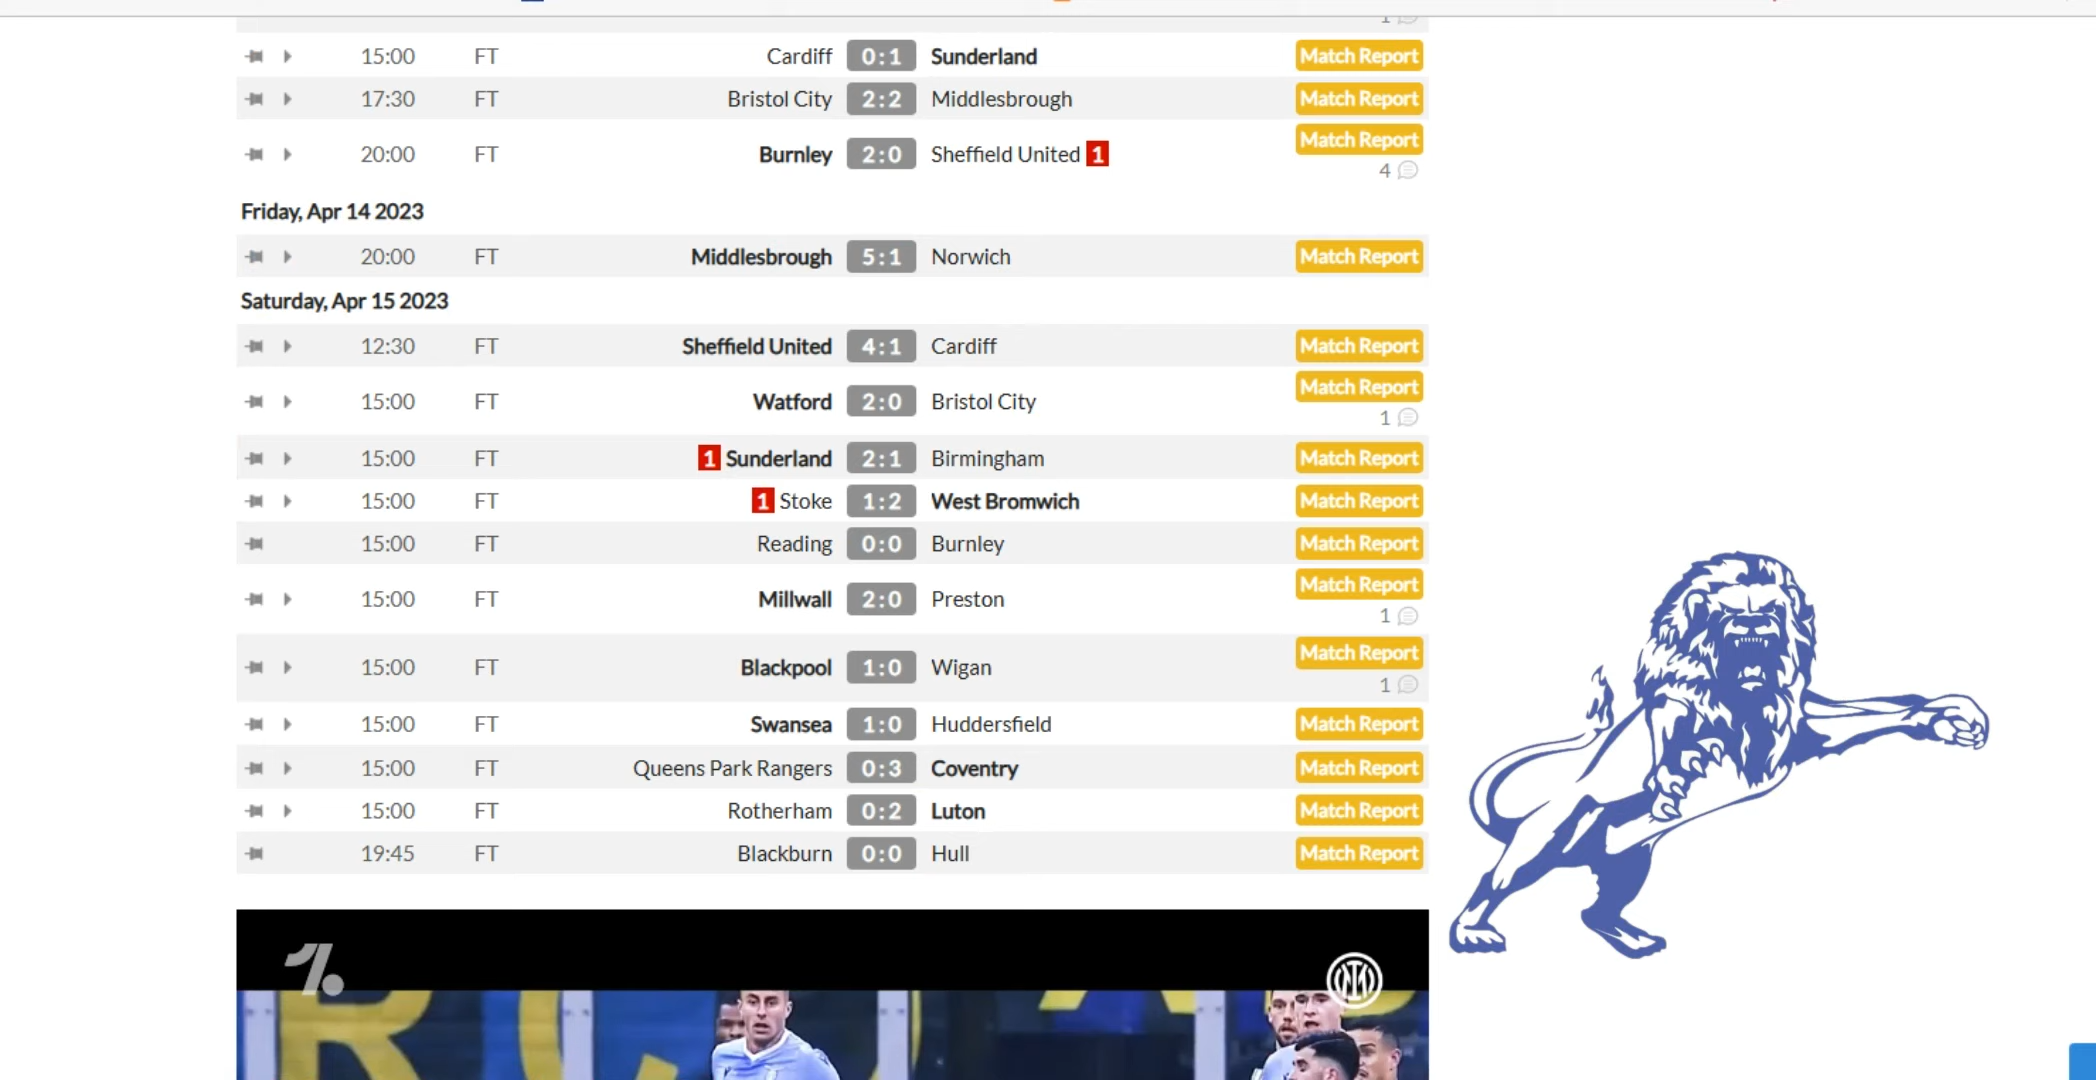 1
15:00 FT Cardiff 0:1 Sunderland Match Report
17:30 FT Bristol City 2:2 Middlesbrough Match Report
20:00 FT Burnley 2:0 Sheffield United 1 Match Report
4
Friday, Apr 14 2023
20:00 FT Middlesbrough 5:1 Norwich Match Report
Saturday, Apr 15 2023
12:30 FT Sheffield United 4:1 Cardiff Match Report
15:00 FT Watford 2:0 Bristol City Match Report
1
15:00 FT 1 Sunderland 2:1 Birmingham Match Report
15:00 FT 1 Stoke 1:2 West Bromwich Match Report
15:00 FT Reading 0:0 Burnley Match Report
15:00 FT Millwall 2:0 Preston Match Report
1
15:00 FT Blackpool 1:0 Wigan Match Report
1
15:00 FT Swansea 1:0 Huddersfield Match Report
15:00 FT Queens Park Rangers 0:3 Coventry Match Report
15:00 FT Rotherham 0:2 Luton Match Report
19:45 FT Blackburn 0:0 Hull Match Report